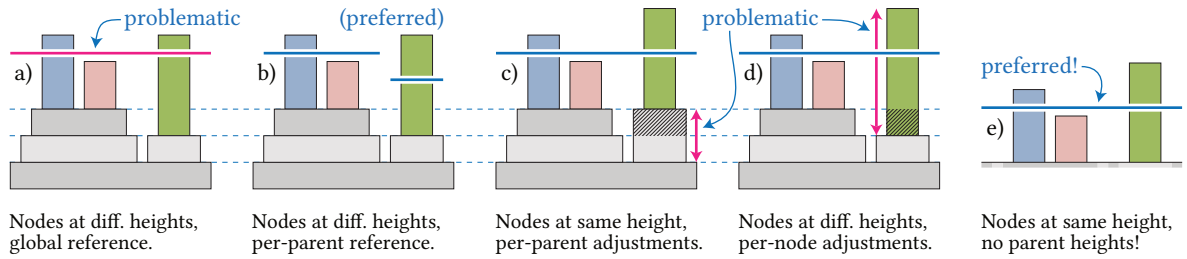 problematic
(preferred)
problematic
a)
b)
c)
d)
preferred!
e)
Nodes at diff. heights,
global reference.
Nodes at diff. heights,
per-parent reference.
Nodes at same height,
per-parent adjustments.
Nodes at diff. heights,
per-node adjustments.
Nodes at same height,
no parent heights!